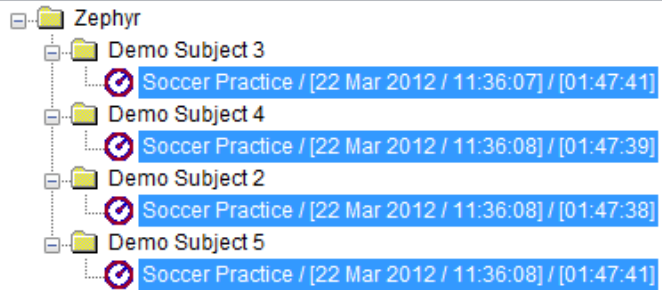 Zephyr
Demo Subject 3
Soccer Practice / [22 Mar 2012 / 11:36:07] / [01:47:41]
Demo Subject 4
Soccer Practice / [22 Mar 2012 / 11:36:08] / [01:47:39]
Demo Subject 2
Soccer Practice / [22 Mar 2012 / 11:36:08] / [01:47:38]
Demo Subject 5
Soccer Practice / [22 Mar 2012 / 11:36:08] / [01:47:41]